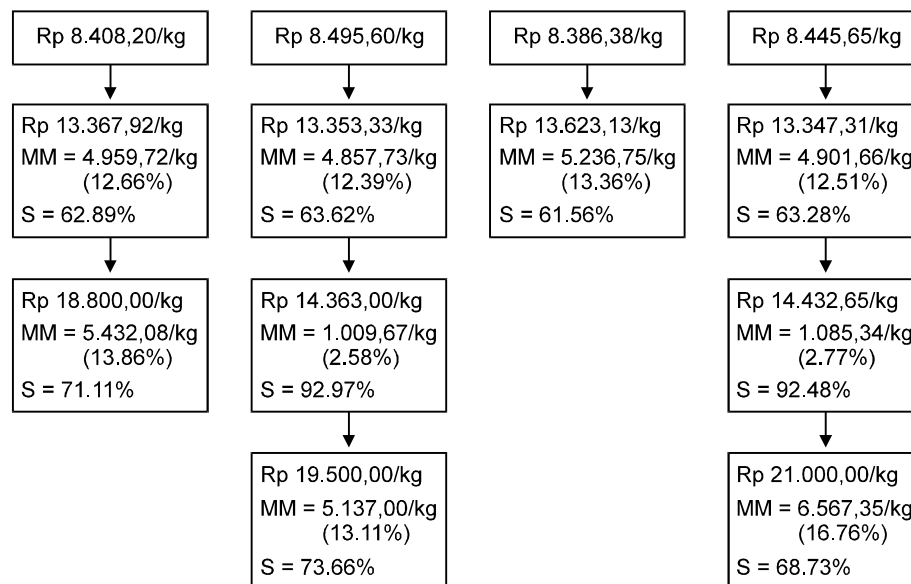 Rp 8.408,20/kg
Rp 13.367,92/kg
MM = 4.959,72/kg
(12.66%)
S = 62.89%
Rp 18.800,00/kg
MM = 5.432,08/kg
(13.86%)
S = 71.11%
Rp 8.495,60/kg
Rp 13.353,33/kg
MM = 4.857,73/kg
(12.39%)
S = 63.62%
Rp 14.363,00/kg
MM = 1.009,67/kg
(2.58%)
S = 92.97%
Rp 19.500,00/kg
MM = 5.137,00/kg
(13.11%)
S = 73.66%
Rp 8.386,38/kg
Rp 13.623,13/kg
MM = 5.236,75/kg
(13.36%)
S = 61.56%
Rp 8.445,65/kg
Rp 13.347,31/kg
MM = 4.901,66/kg
(12.51%)
S = 63.28%
Rp 14.432,65/kg
MM = 1.085,34/kg
(2.77%)
S = 92.48%
Rp 21.000,00/kg
MM = 6.567,35/kg
(16.76%)
S = 68.73%